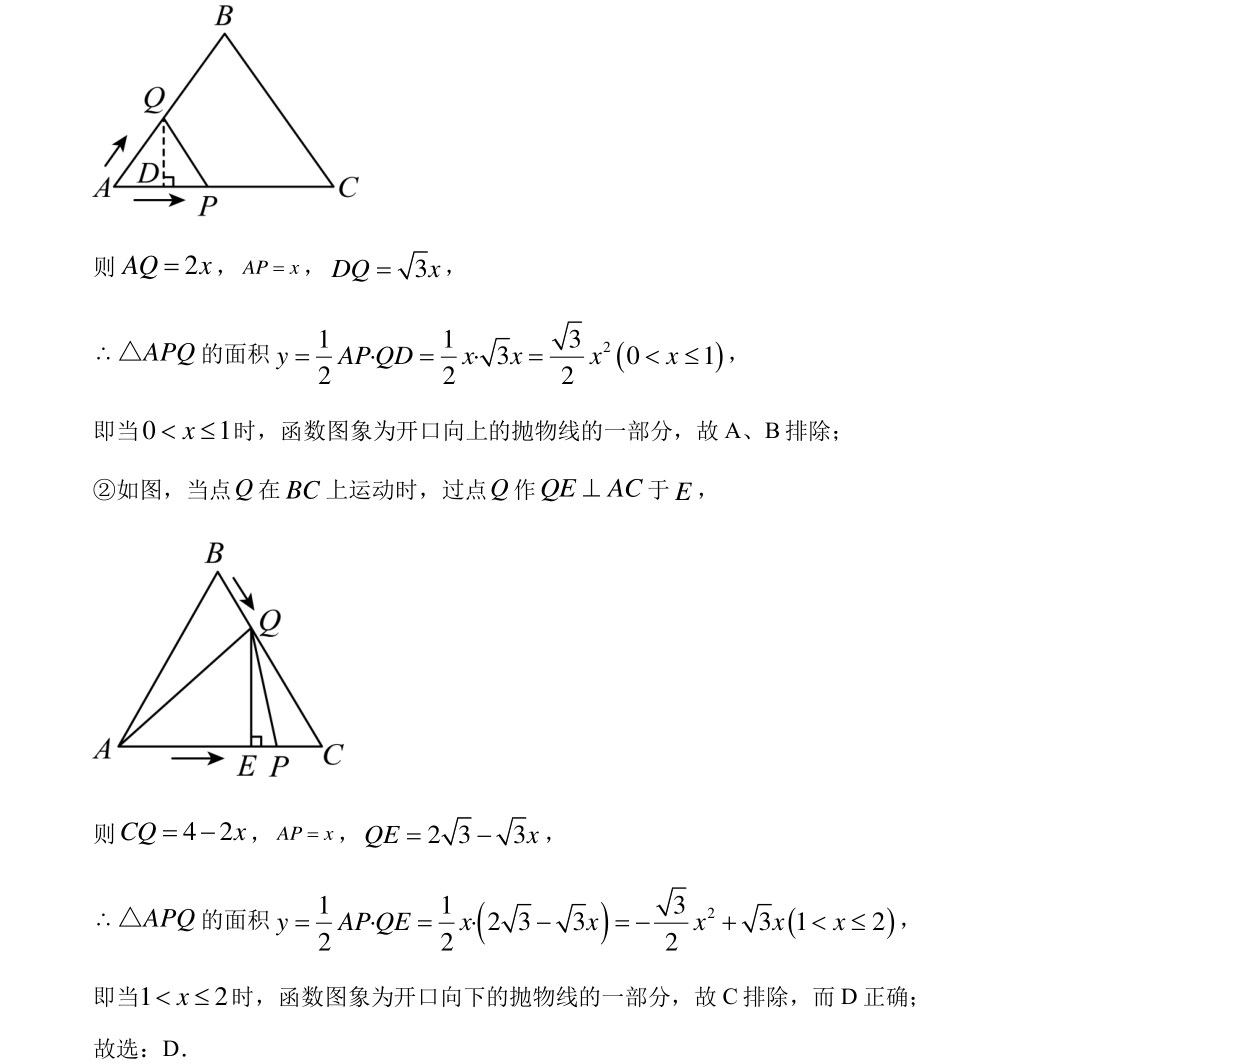 B
Q
D
A
P
C
则 AQ = 2x， AP = x， DQ = √3x，
∴ △APQ 的面积 y = 1/2 AP·QD = 1/2 x·√3x = √3/2 x² (0 < x ≤ 1)，
即当 0 < x ≤ 1 时，函数图象为开口向上的抛物线的一部分，故 A、B 排除；
②如图，当点 Q 在 BC 上运动时，过点 Q 作 QE ⊥ AC 于 E，
B
Q
A
E P
C
则 CQ = 4 − 2x， AP = x， QE = 2√3 − √3x，
∴ △APQ 的面积 y = 1/2 AP·QE = 1/2 x·(2√3 − √3x) = −√3/2 x² + √3x (1 < x ≤ 2)，
即当 1 < x ≤ 2 时，函数图象为开口向下的抛物线的一部分，故 C 排除，而 D 正确；
故选：D．